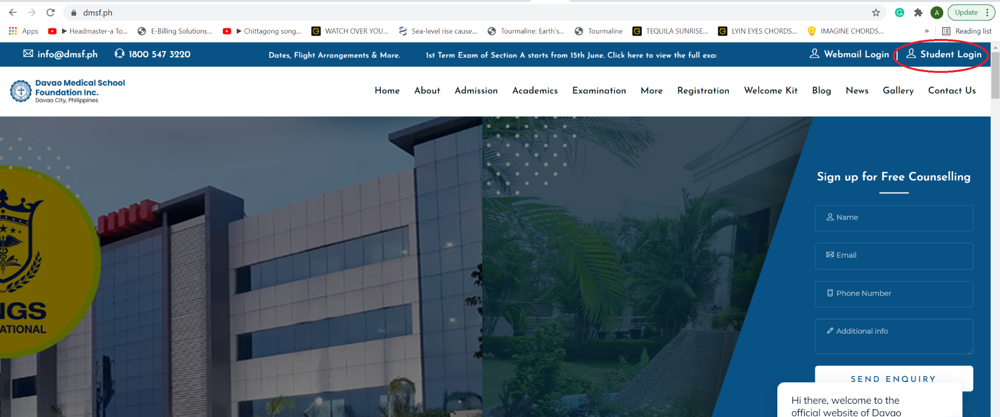 dmsf.ph
A
Update
Apps
Headmaster-a To...
E-Billing Solutions...
Chittagong song...
WATCH OVER YOU...
Sea-level rise cause...
Tourmaline: Earth's...
Tourmaline
TEQUILA SUNRISE...
LYIN EYES CHORDS...
IMAGINE CHORDS...
»
Reading list
info@dmsf.ph
1800 547 3220
Dates, Flight Arrangements & More.
1st Term Exam of Section A starts from 15th June. Click here to view the full exa
Webmail Login |
Student Login
Davao Medical School
Foundation Inc.
Davao City, Philippines
Home
About
Admission
Academics
Examination
More
Registration
Welcome Kit
Blog
News
Gallery
Contact Us
NGS
ATIONAL
Sign up for Free Counselling
Name
Email
Phone Number
Additional info
SEND ENQUIRY
Hi there, welcome to the
official website of Davao